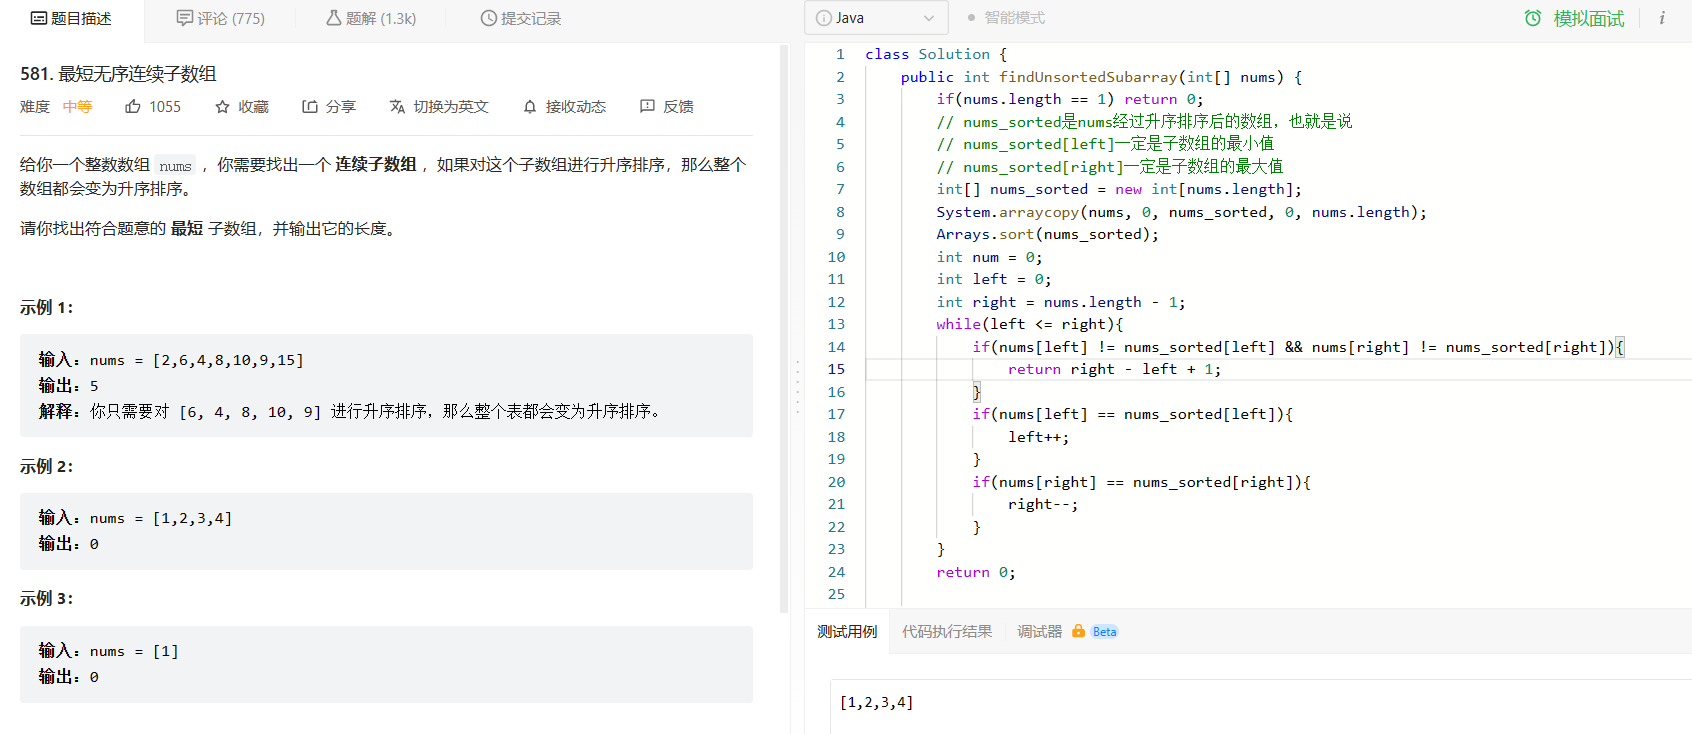 题目描述 评论 (775) 题解 (1.3k) 提交记录
581. 最短无序连续子数组
难度 中等 1055 收藏 分享 切换为英文 接收动态 反馈
给你一个整数数组 nums ，你需要找出一个 连续子数组 ，如果对这个子数组进行升序排序，那么整个
数组都会变为升序排序。
请你找出符合题意的 最短 子数组，并输出它的长度。
示例 1：
输入：nums = [2,6,4,8,10,9,15]
输出：5
解释：你只需要对 [6, 4, 8, 10, 9] 进行升序排序，那么整个表都会变为升序排序。
示例 2：
输入：nums = [1,2,3,4]
输出：0
示例 3：
输入：nums = [1]
输出：0
Java 智能模式 模拟面试 i
1 class Solution {
2 public int findUnsortedSubarray(int[] nums) {
3 if(nums.length == 1) return 0;
4 // nums_sorted是nums经过升序排序后的数组，也就是说
5 // nums_sorted[left]一定是子数组的最小值
6 // nums_sorted[right]一定是子数组的最大值
7 int[] nums_sorted = new int[nums.length];
8 System.arraycopy(nums, 0, nums_sorted, 0, nums.length);
9 Arrays.sort(nums_sorted);
10 int num = 0;
11 int left = 0;
12 int right = nums.length - 1;
13 while(left <= right){
14 if(nums[left] != nums_sorted[left] && nums[right] != nums_sorted[right]){
15 return right - left + 1;
16 }
17 if(nums[left] == nums_sorted[left]){
18 left++;
19 }
20 if(nums[right] == nums_sorted[right]){
21 right--;
22 }
23 }
24 return 0;
25
测试用例 代码执行结果 调试器 Beta
[1,2,3,4]